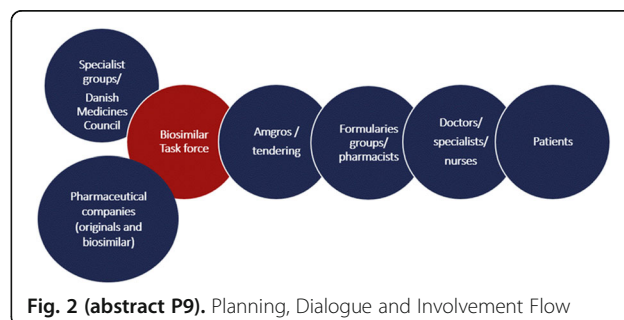 Specialist
groups/
Danish
Medicines
Council
Biosimilar
Task force
Amgros /
tendering
Formularies
groups/
pharmacists
Doctors/
specialists/
nurses
Patients
Pharmaceutical
companies
(originals and
biosimilar)
Fig. 2 (abstract P9). Planning, Dialogue and Involvement Flow